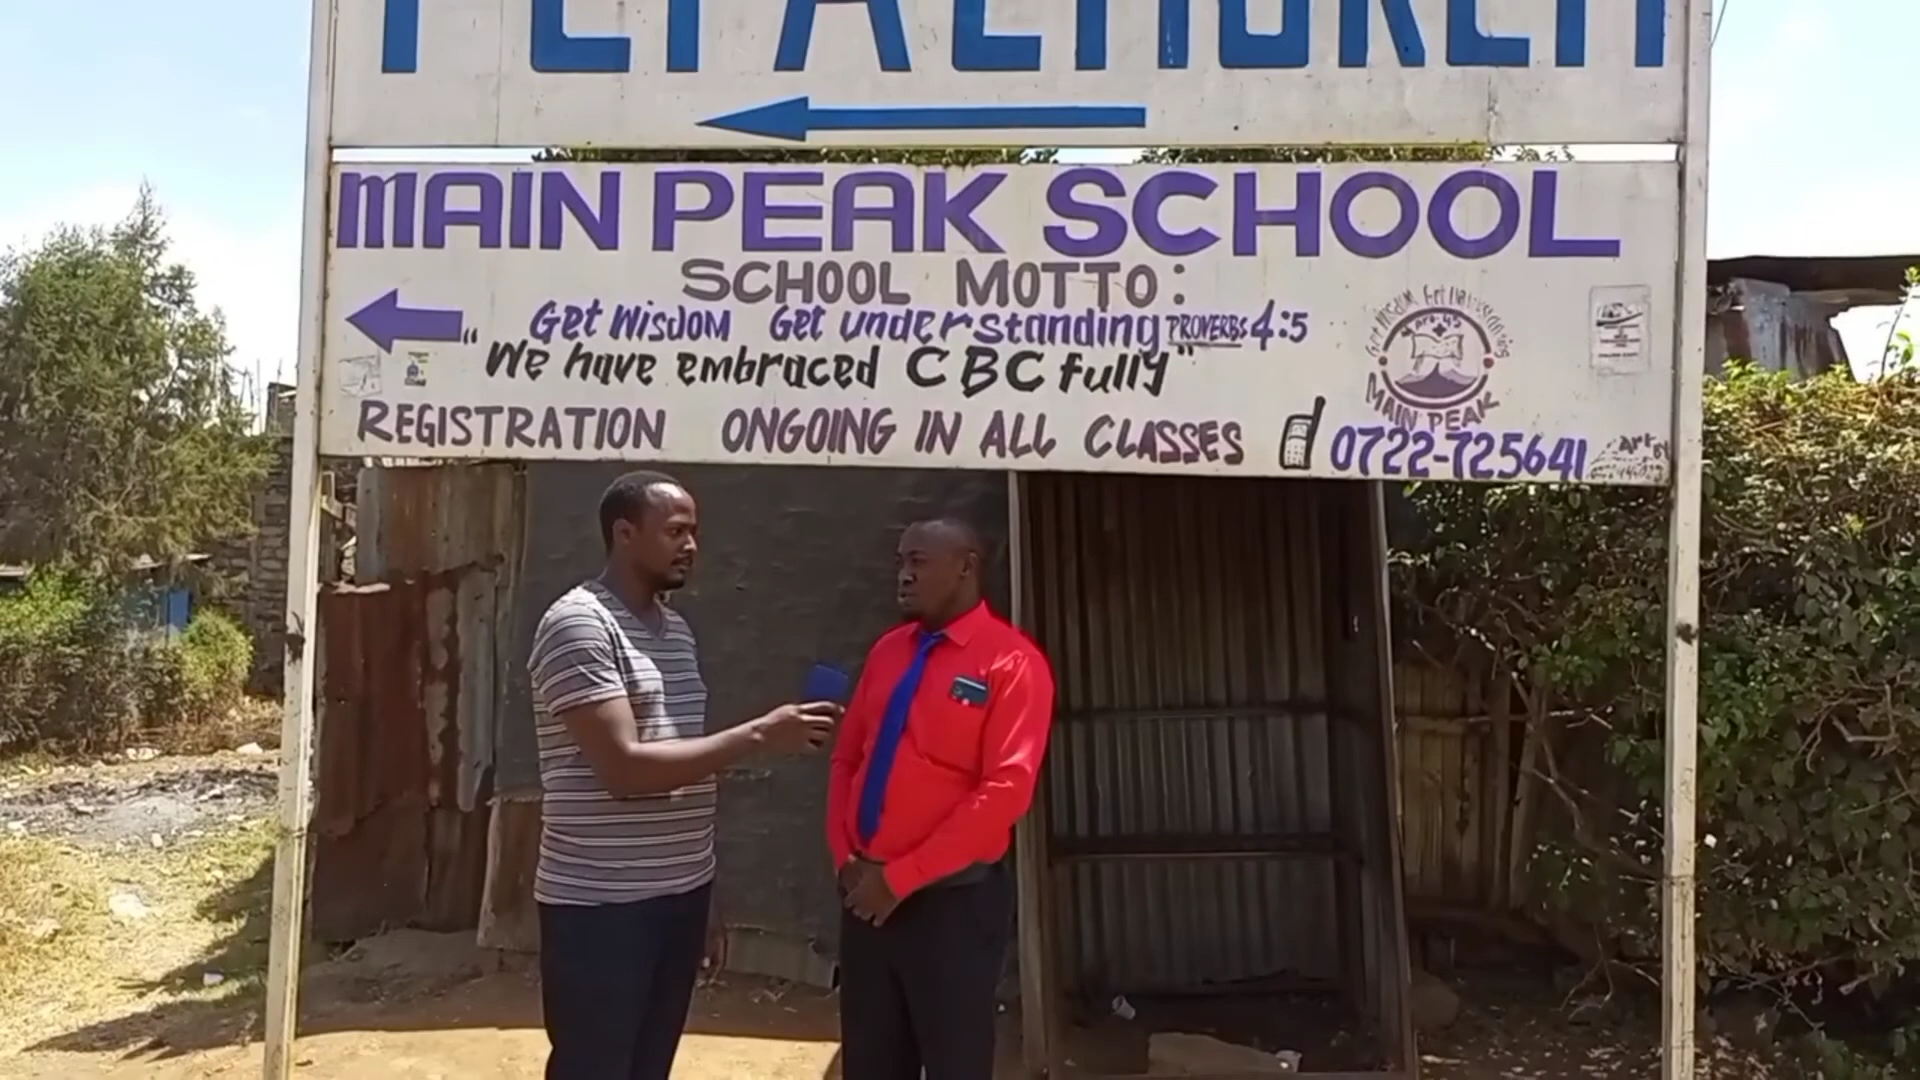 MAIN PEAK SCHOOL
SCHOOL MOTTO:
"Get WISDOM Get understanding PROVERBS 4:5
"We have embraced CBC fully"
REGISTRATION ONGOING IN ALL CLASSES
0722-725641
MAIN PEAK